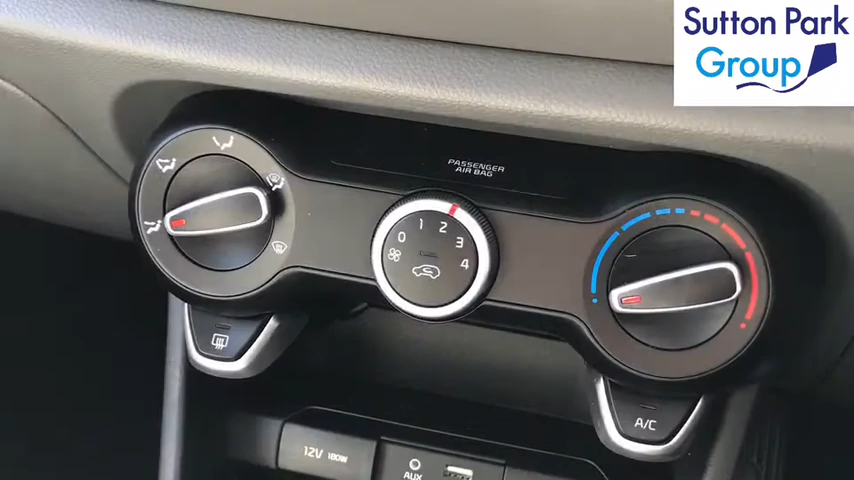 Sutton Park
Group
PASSENGER
AIR BAG
0 1 2 3 4
A/C
12V 180W
AUX